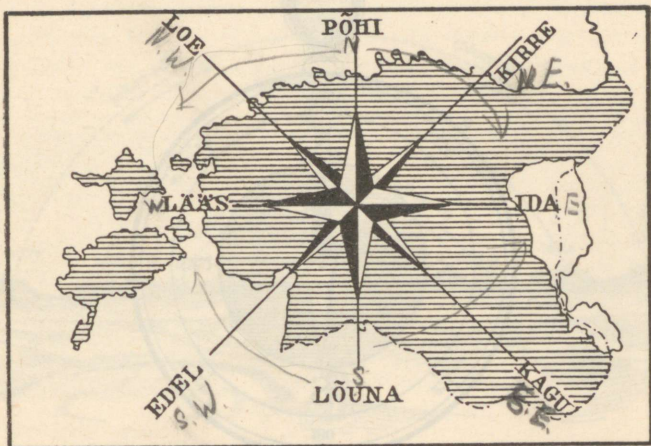 PÕHI
N
LOE
N.W
KIRRE
N.E.
LÄÄS
W
IDA
E
EDEL
S.W.
LÕUNA
S
KAGU
S.E.